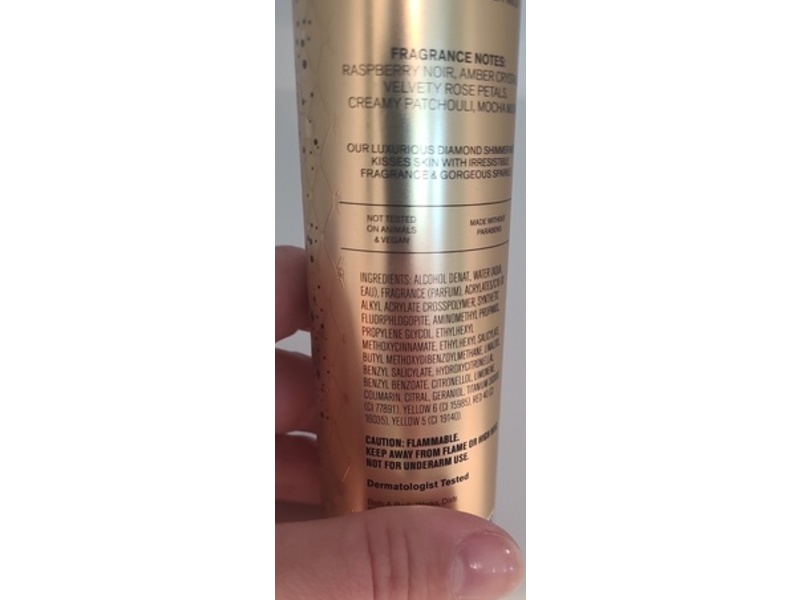 FRAGRANCE NOTES:
RASPBERRY NOIR, AMBER CRYSTAL,
VELVETY ROSE PETALS,
CREAMY PATCHOULI, MOCHA
OUR LUXURIOUS DIAMOND SHIMMER
KISSES SKIN WITH IRRESISTIBLE
FRAGRANCE & GORGEOUS SPARKLE
NOT TESTED
ON ANIMALS
& VEGAN
MADE WITHOUT
PARABENS
INGREDIENTS: ALCOHOL DENAT., WATER (AQUA,
EAU), FRAGRANCE (PARFUM), ACRYLATES/C10-30
ALKYL ACRYLATE CROSSPOLYMER, SYNTHETIC
FLUORPHLOGOPITE, AMINOMETHYL PROPANOL,
PROPYLENE GLYCOL, ETHYLHEXYL
METHOXYCINNAMATE, ETHYLHEXYL SALICYLATE,
BUTYL METHOXYDIBENZOYLMETHANE, LINALOOL,
BENZYL SALICYLATE, HYDROXYCITRONELLAL,
BENZYL BENZOATE, CITRONELLOL, LIMONENE,
COUMARIN, CITRAL, GERANIOL, TITANIUM DIOXIDE
(CI 77891), YELLOW 6 (CI 15985), RED 40 (CI
16035), YELLOW 5 (CI 19140).
CAUTION: FLAMMABLE.
KEEP AWAY FROM FLAME OR HIGH HEAT.
NOT FOR UNDERARM USE.
Dermatologist Tested
Bath & Body Works, Distr.